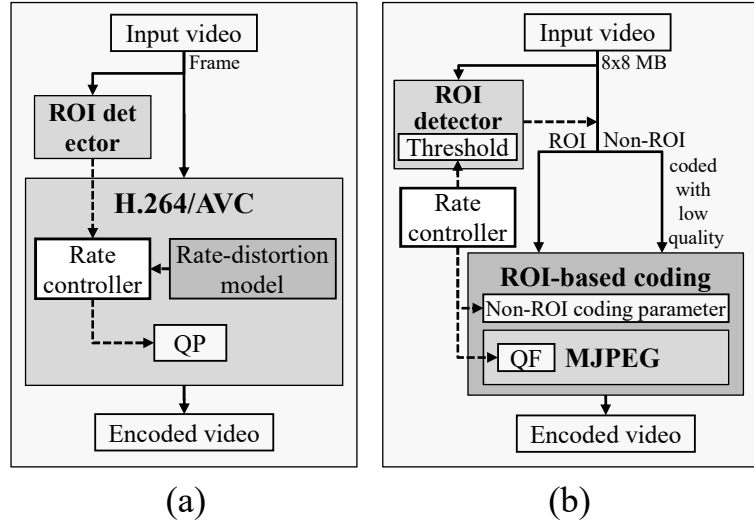 Input video
Frame
ROI det
ector
H.264/AVC
Rate
controller
Rate-distortion
model
QP
Encoded video
(a)
Input video
8x8 MB
ROI
detector
Threshold
ROI
Non-ROI
coded
with
low
quality
Rate
controller
ROI-based coding
Non-ROI coding parameter
QF
MJPEG
Encoded video
(b)